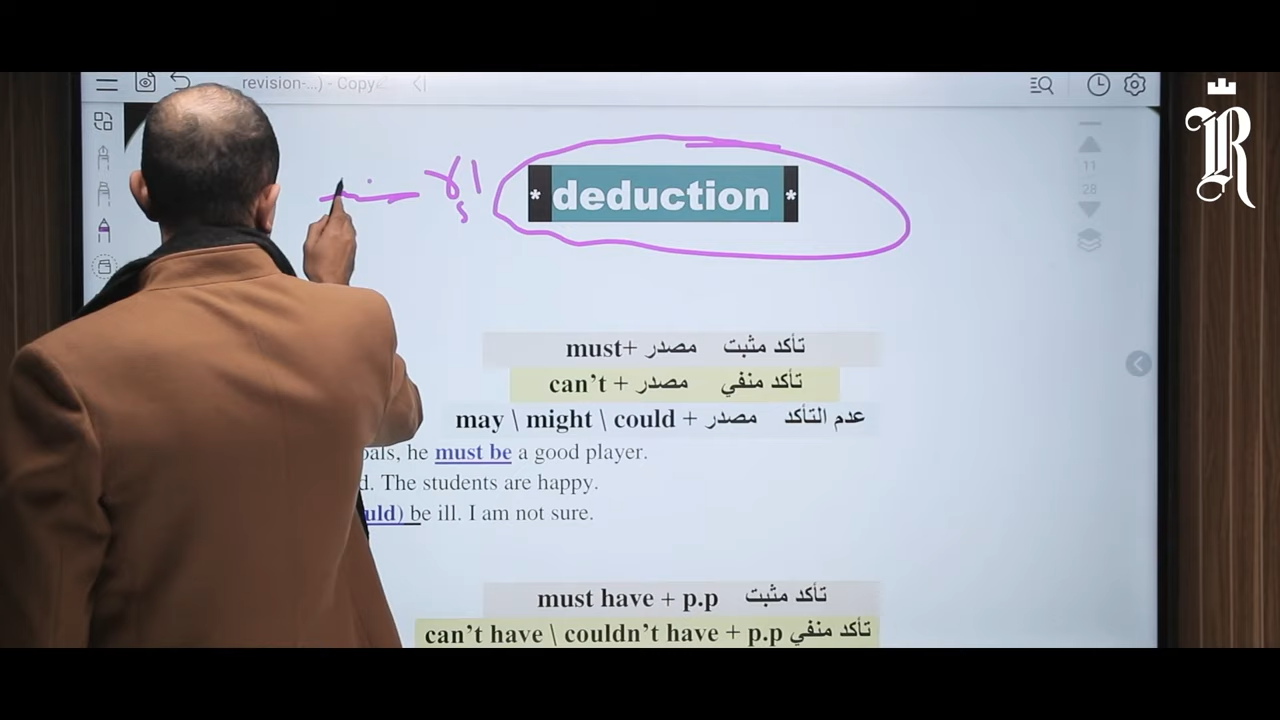 revision-...) - Copy
* deduction *
11
28
must+ مصدر تأكد مثبت
can't + مصدر تأكد منفي
may \ might \ could + مصدر عدم التأكد
oals, he must be a good player.
d. The students are happy.
uld) be ill. I am not sure.
must have + p.p تأكد مثبت
can't have \ couldn't have + p.p تأكد منفي
R